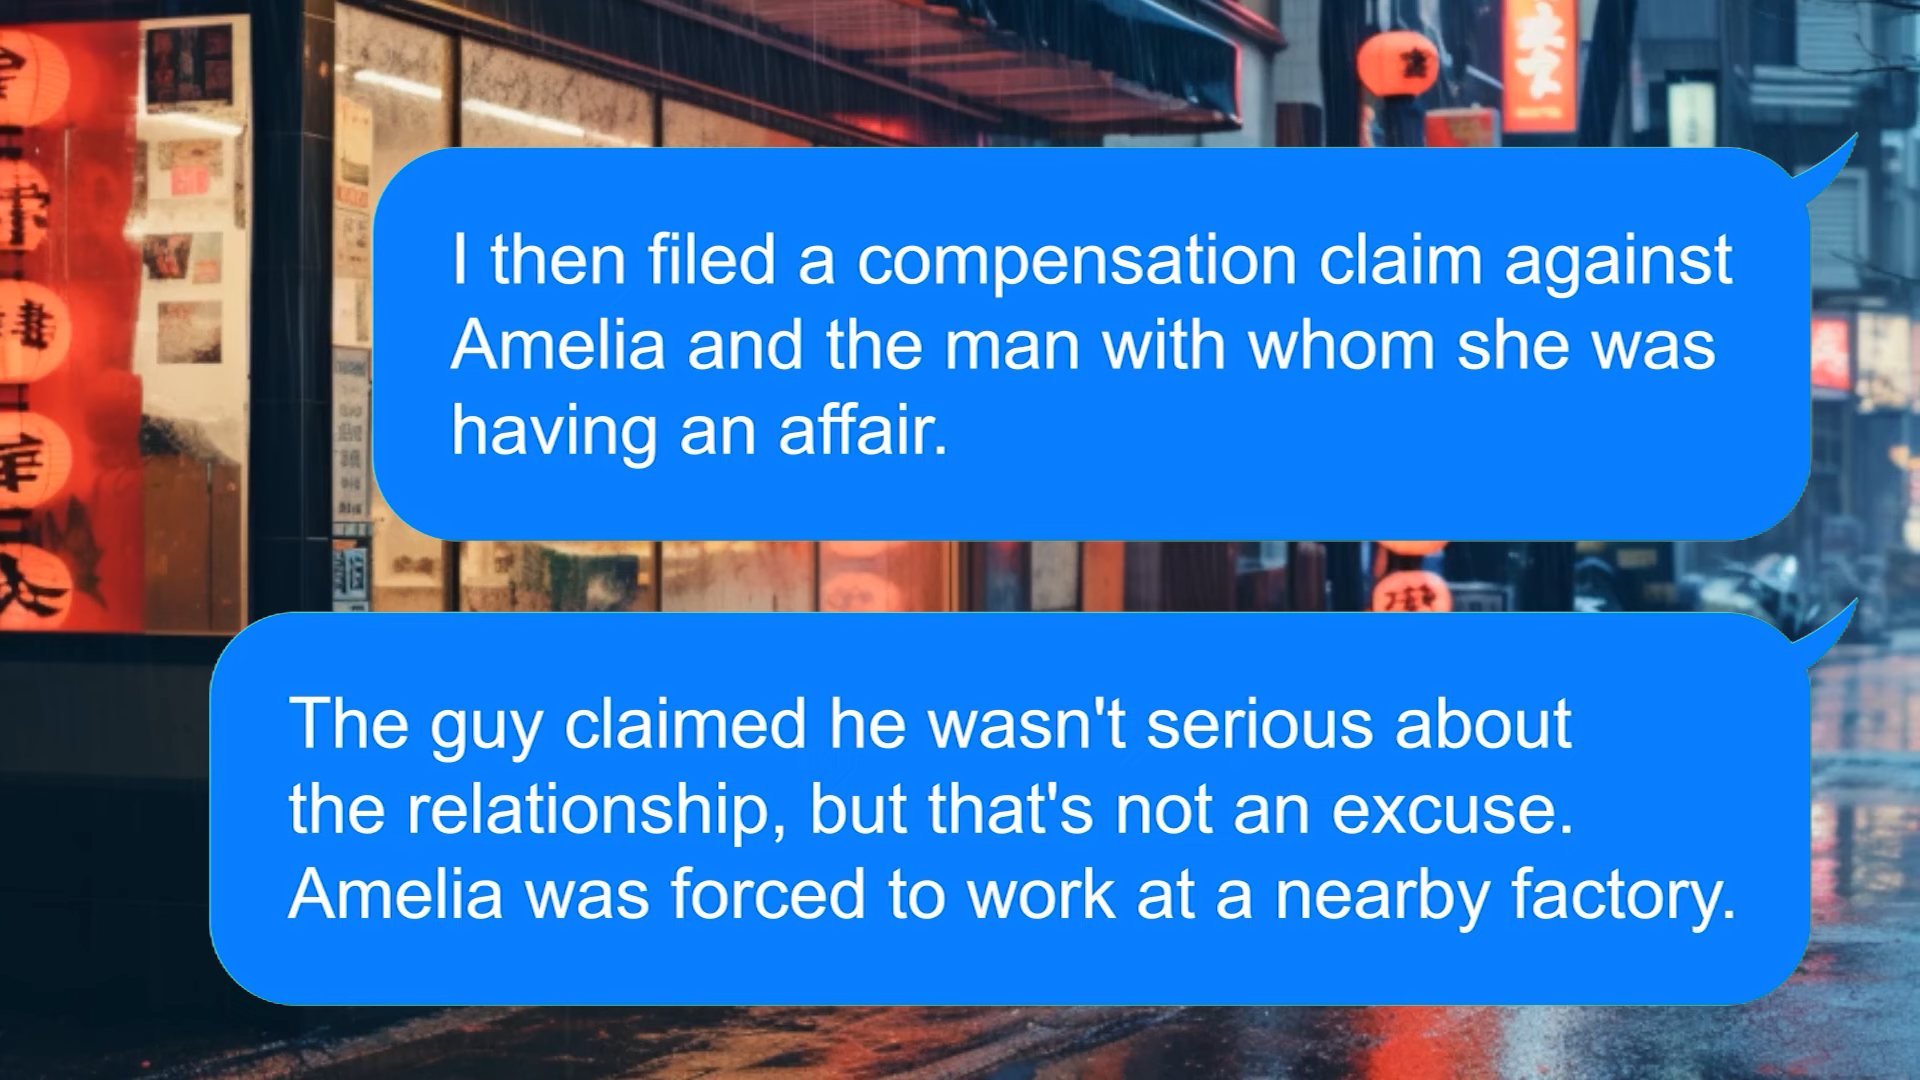 I then filed a compensation claim against
Amelia and the man with whom she was
having an affair.
The guy claimed he wasn't serious about
the relationship, but that's not an excuse.
Amelia was forced to work at a nearby factory.